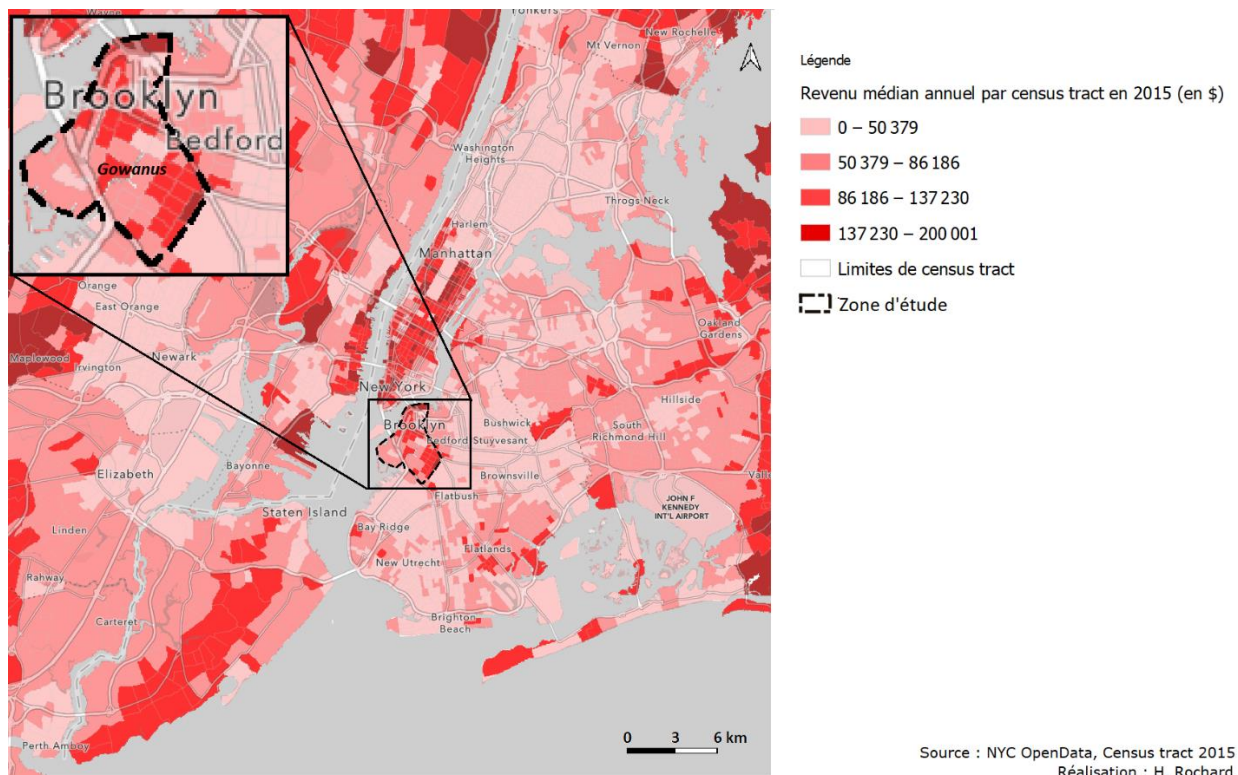 Wayne
Brooklyn
Bedford
Gowanus
Yonkers
New Rochelle
Mt Vernon
Washington
Heights
Throgs Neck
Harlem
Manhattan
Orange
East Orange
Oakland
Gardens
Maplewood
Newark
Irvington
New York
Hillside
Brooklyn
Bushwick
South
Richmond Hill
Bedford Stuyvesant
Elizabeth
Bayonne
Brownsville
Flatbush
JOHN F
KENNEDY
INT'L AIRPORT
Staten Island
Linden
Bay Ridge
Flatlands
New Utrecht
Rahway
Carteret
Brighton
Beach
Perth Amboy
0 3 6 km
Légende
Revenu médian annuel par census tract en 2015 (en $)
0 – 50 379
50 379 – 86 186
86 186 – 137 230
137 230 – 200 001
Limites de census tract
Zone d'étude
Source : NYC OpenData, Census tract 2015
Réalisation : H. Rochard